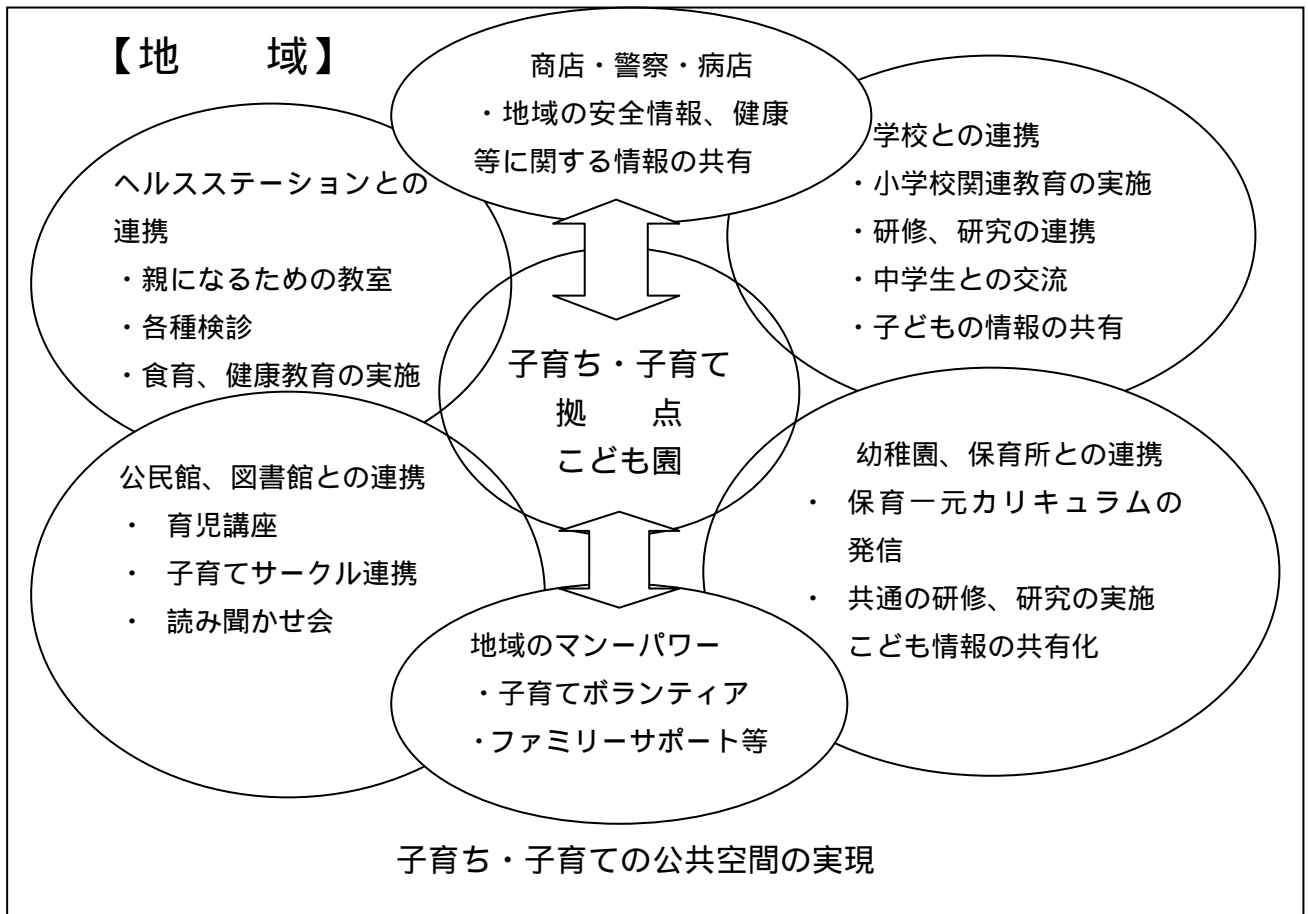 【地　　域】
商店・警察・病店
・地域の安全情報、健康
等に関する情報の共有
ヘルスステーションとの
連携
・親になるための教室
・各種検診
・食育、健康教育の実施
学校との連携
・小学校関連教育の実施
・研修、研究の連携
・中学生との交流
・子どもの情報の共有
子育ち・子育て
拠　　点
こども園
公民館、図書館との連携
・ 育児講座
・ 子育てサークル連携
・ 読み聞かせ会
幼稚園、保育所との連携
・ 保育一元カリキュラムの
発信
・ 共通の研修、研究の実施
こども情報の共有化
地域のマンーパワー
・子育てボランティア
・ファミリーサポート等
子育ち・子育ての公共空間の実現